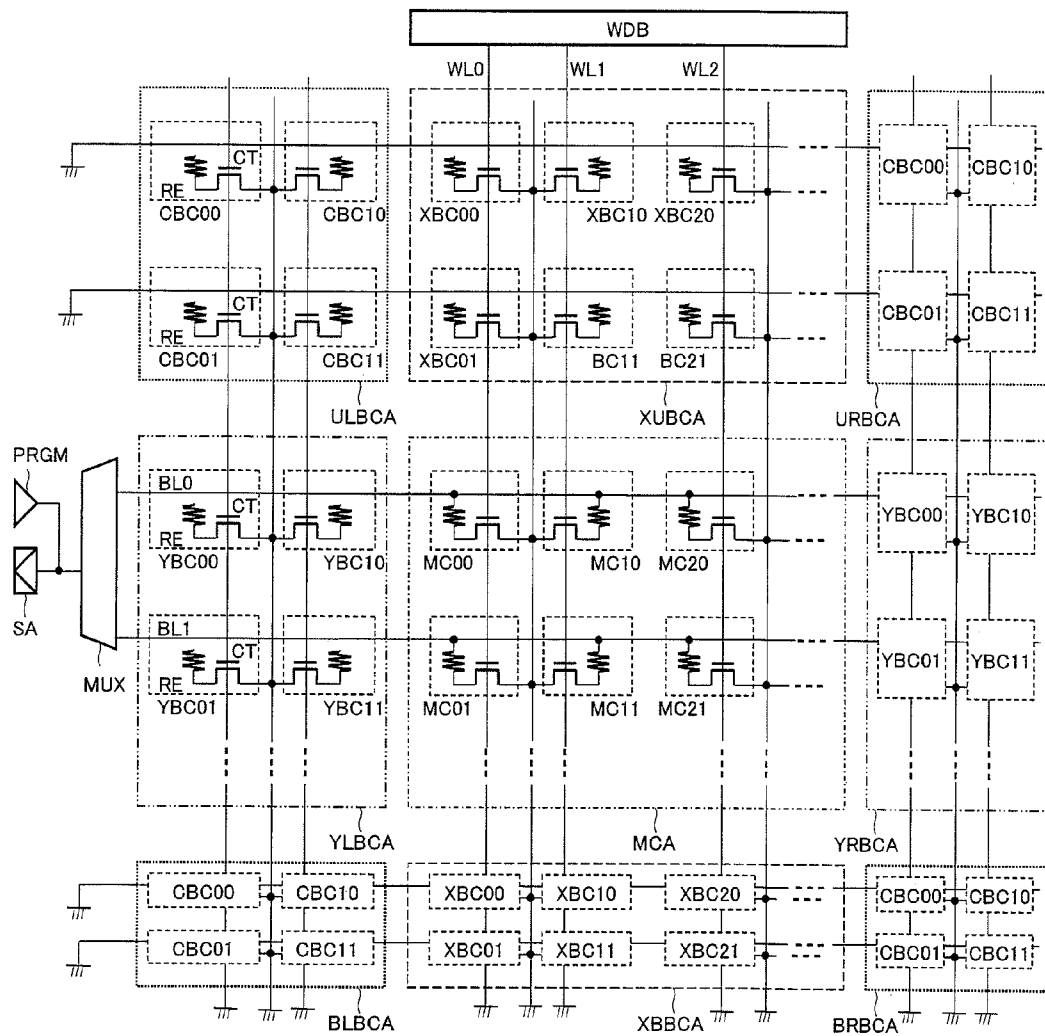 WDB
WL0 WL1 WL2
CT
RE
CBC00 CBC10 XBC00 XBC10 XBC20 CBC00 CBC10
CT
RE
CBC01 CBC11 XBC01 BC11 BC21 CBC01 CBC11
ULBCA XUBCA URBCA
PRGM
BL0
CT
RE
YBC00 YBC10 MC00 MC10 MC20 YBC00 YBC10
SA
BL1
CT
MUX
RE
YBC01 YBC11 MC01 MC11 MC21 YBC01 YBC11
YLBCA MCA YRBCA
CBC00 CBC10 XBC00 XBC10 XBC20 CBC00 CBC10
CBC01 CBC11 XBC01 XBC11 XBC21 CBC01 CBC11
BLBCA XBBCA BRBCA